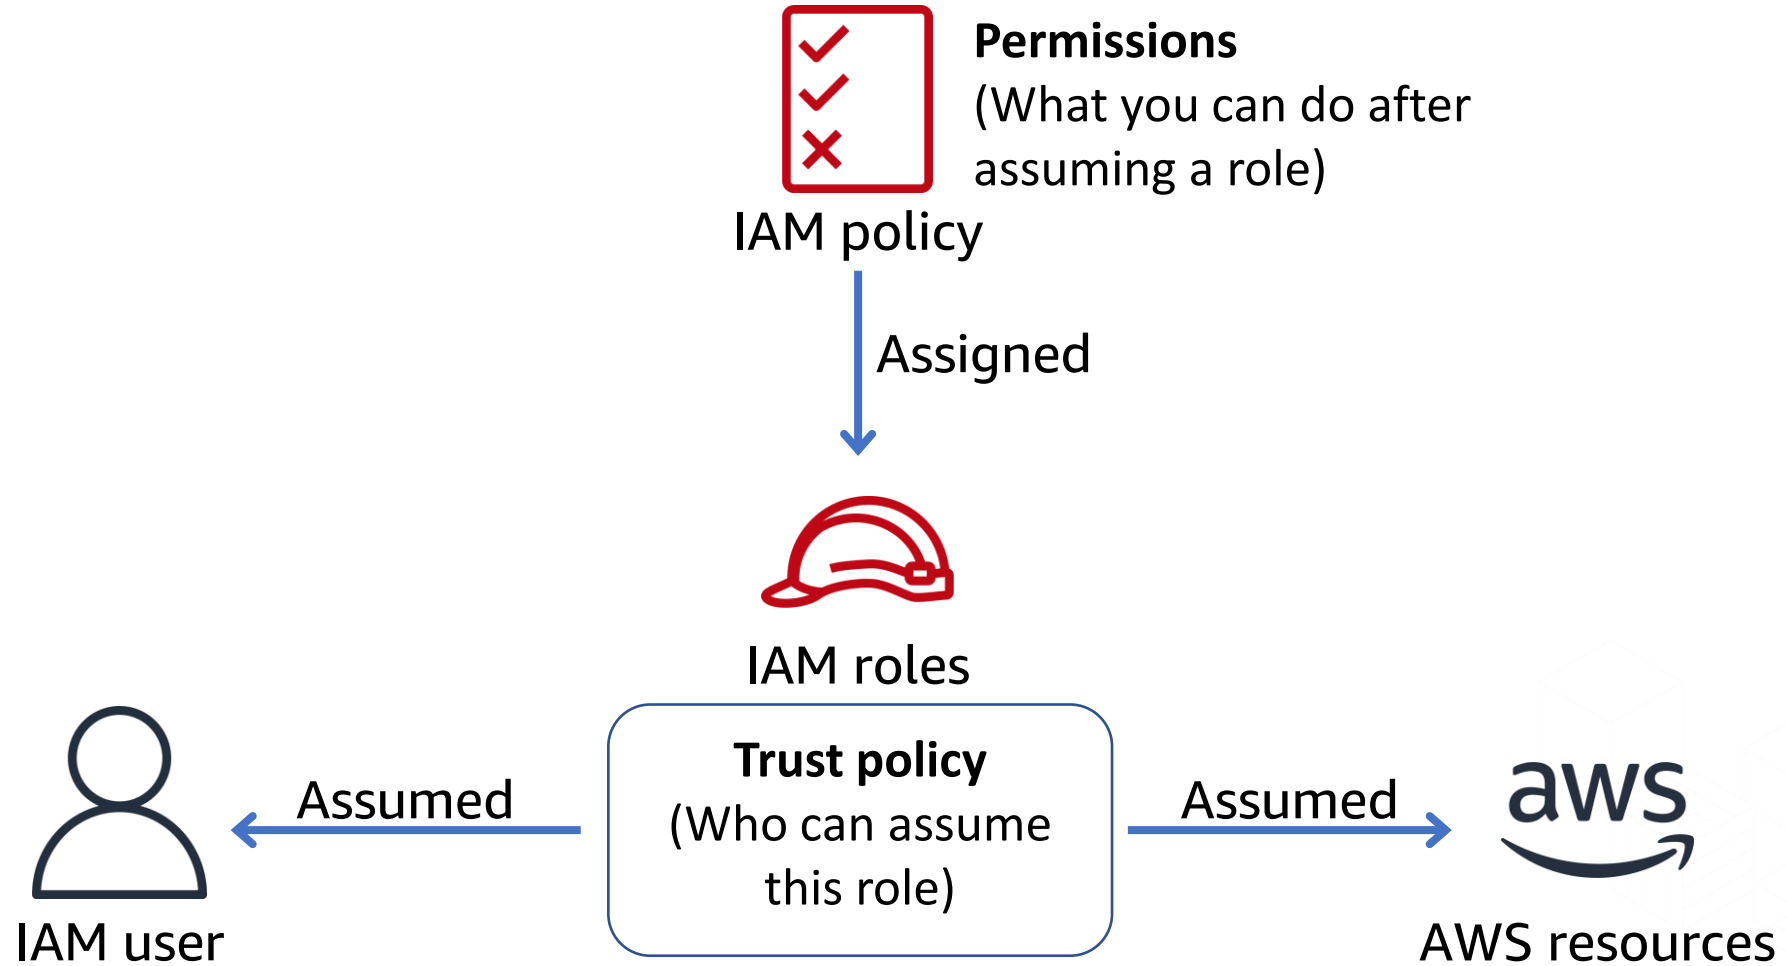 Permissions
(What you can do after
assuming a role)
IAM policy
Assigned
IAM roles
Trust policy
(Who can assume
this role)
Assumed
Assumed
aws
IAM user
AWS resources